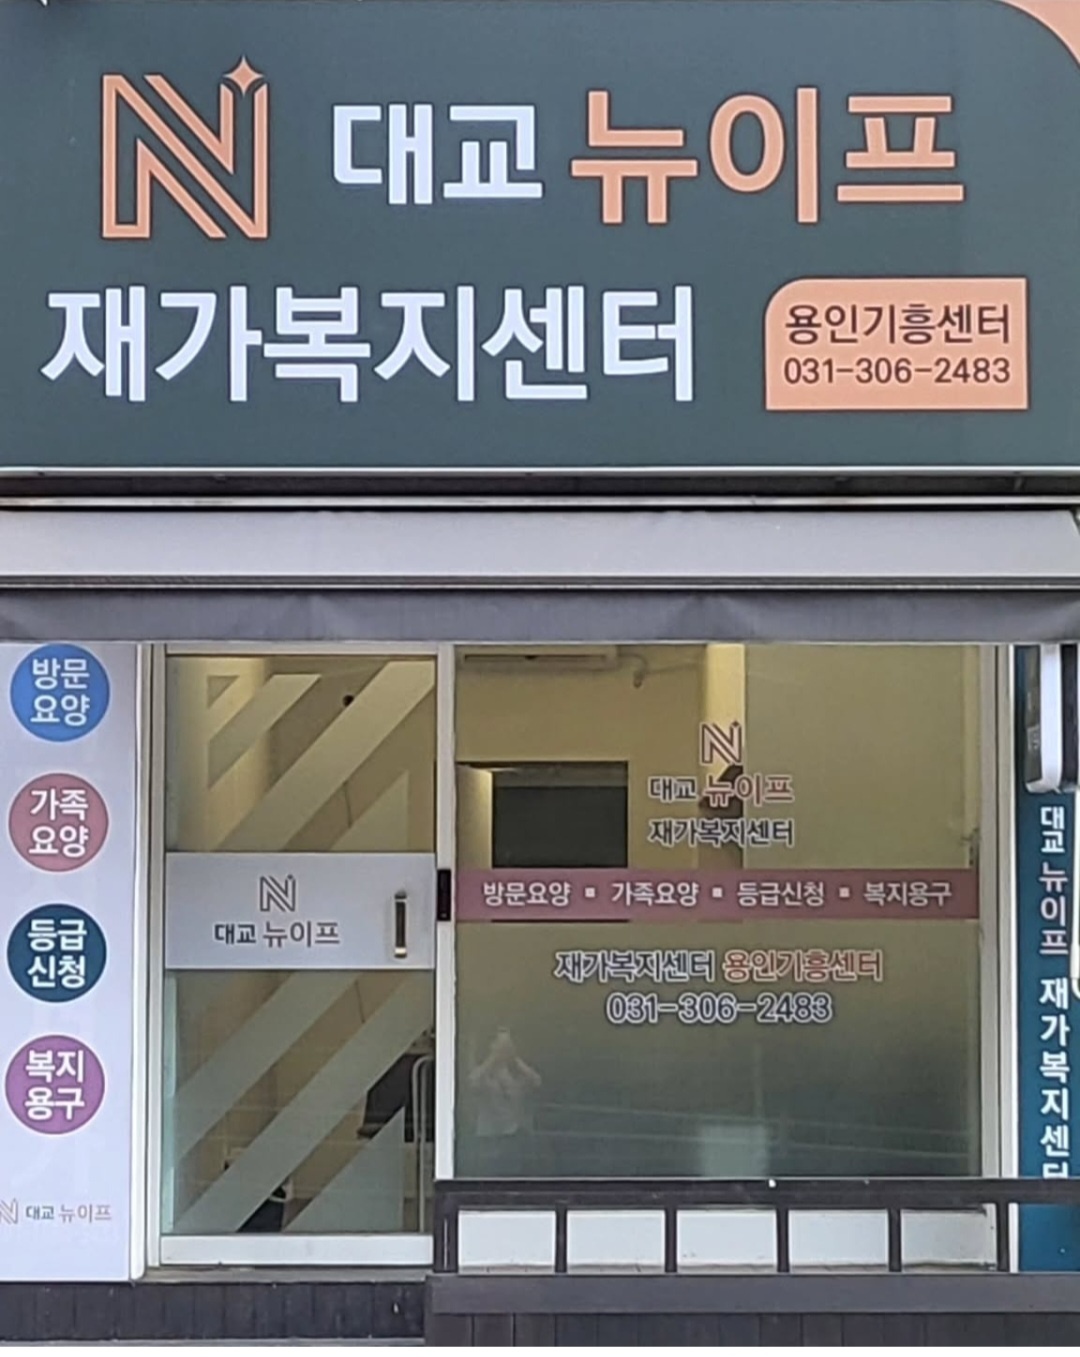 대교 뉴이프
재가복지센터
용인기흥센터
031-306-2483
방문
요양
가족
요양
등급
신청
복지
용구
대교 뉴이프
대교 뉴이프
대교 뉴이프
재가복지센터
방문요양 ▪ 가족요양 ▪ 등급신청 ▪ 복지용구
재가복지센터 용인기흥센터
031-306-2483
대교 뉴이프 재가복지센터